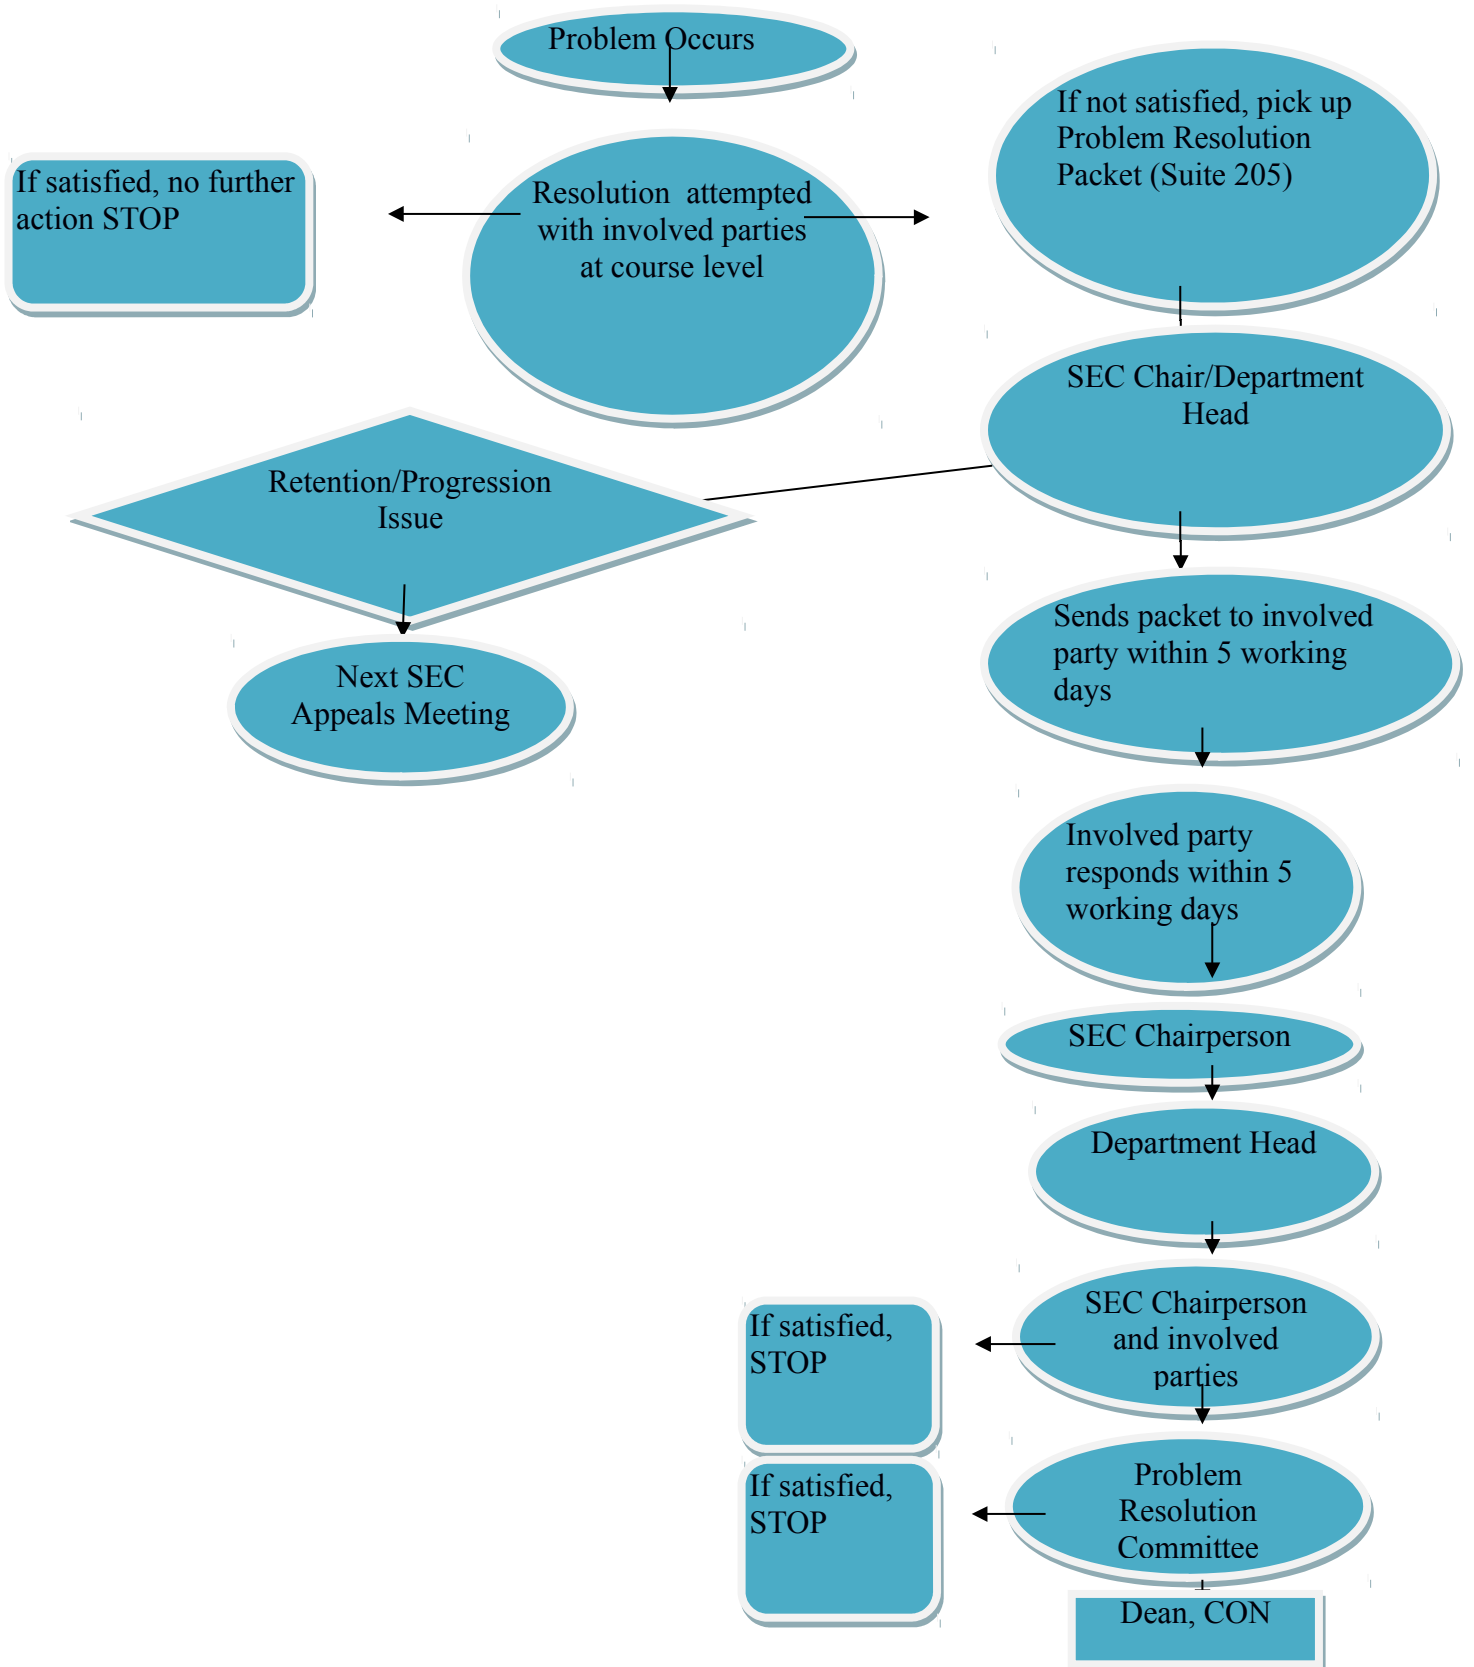 Problem Occurs
If not satisfied, pick up
Problem Resolution
Packet (Suite 205)
If satisfied, no further
action STOP
Resolution attempted
with involved parties
at course level
SEC Chair/Department
Head
Retention/Progression
Issue
Sends packet to involved
party within 5 working
days
Next SEC
Appeals Meeting
Involved party
responds within 5
working days
SEC Chairperson
Department Head
SEC Chairperson
and involved
parties
If satisfied,
STOP
Problem
Resolution
Committee
If satisfied,
STOP
Dean, CON